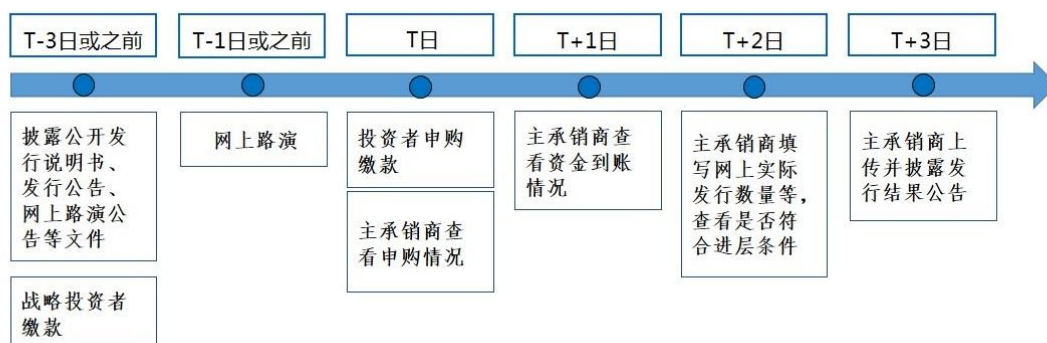 T-3日或之前
T-1日或之前
T日
T+1日
T+2日
T+3日
披露公开发
行说明书、
发行公告、
网上路演公
告等文件
战略投资者
缴款
网上路演
投资者申购
缴款
主承销商查
看申购情况
主承销商查
看资金到账
情况
主承销商填
写网上实际
发行数量等，
查看是否符
合进层条件
主承销商上
传并披露发
行结果公告